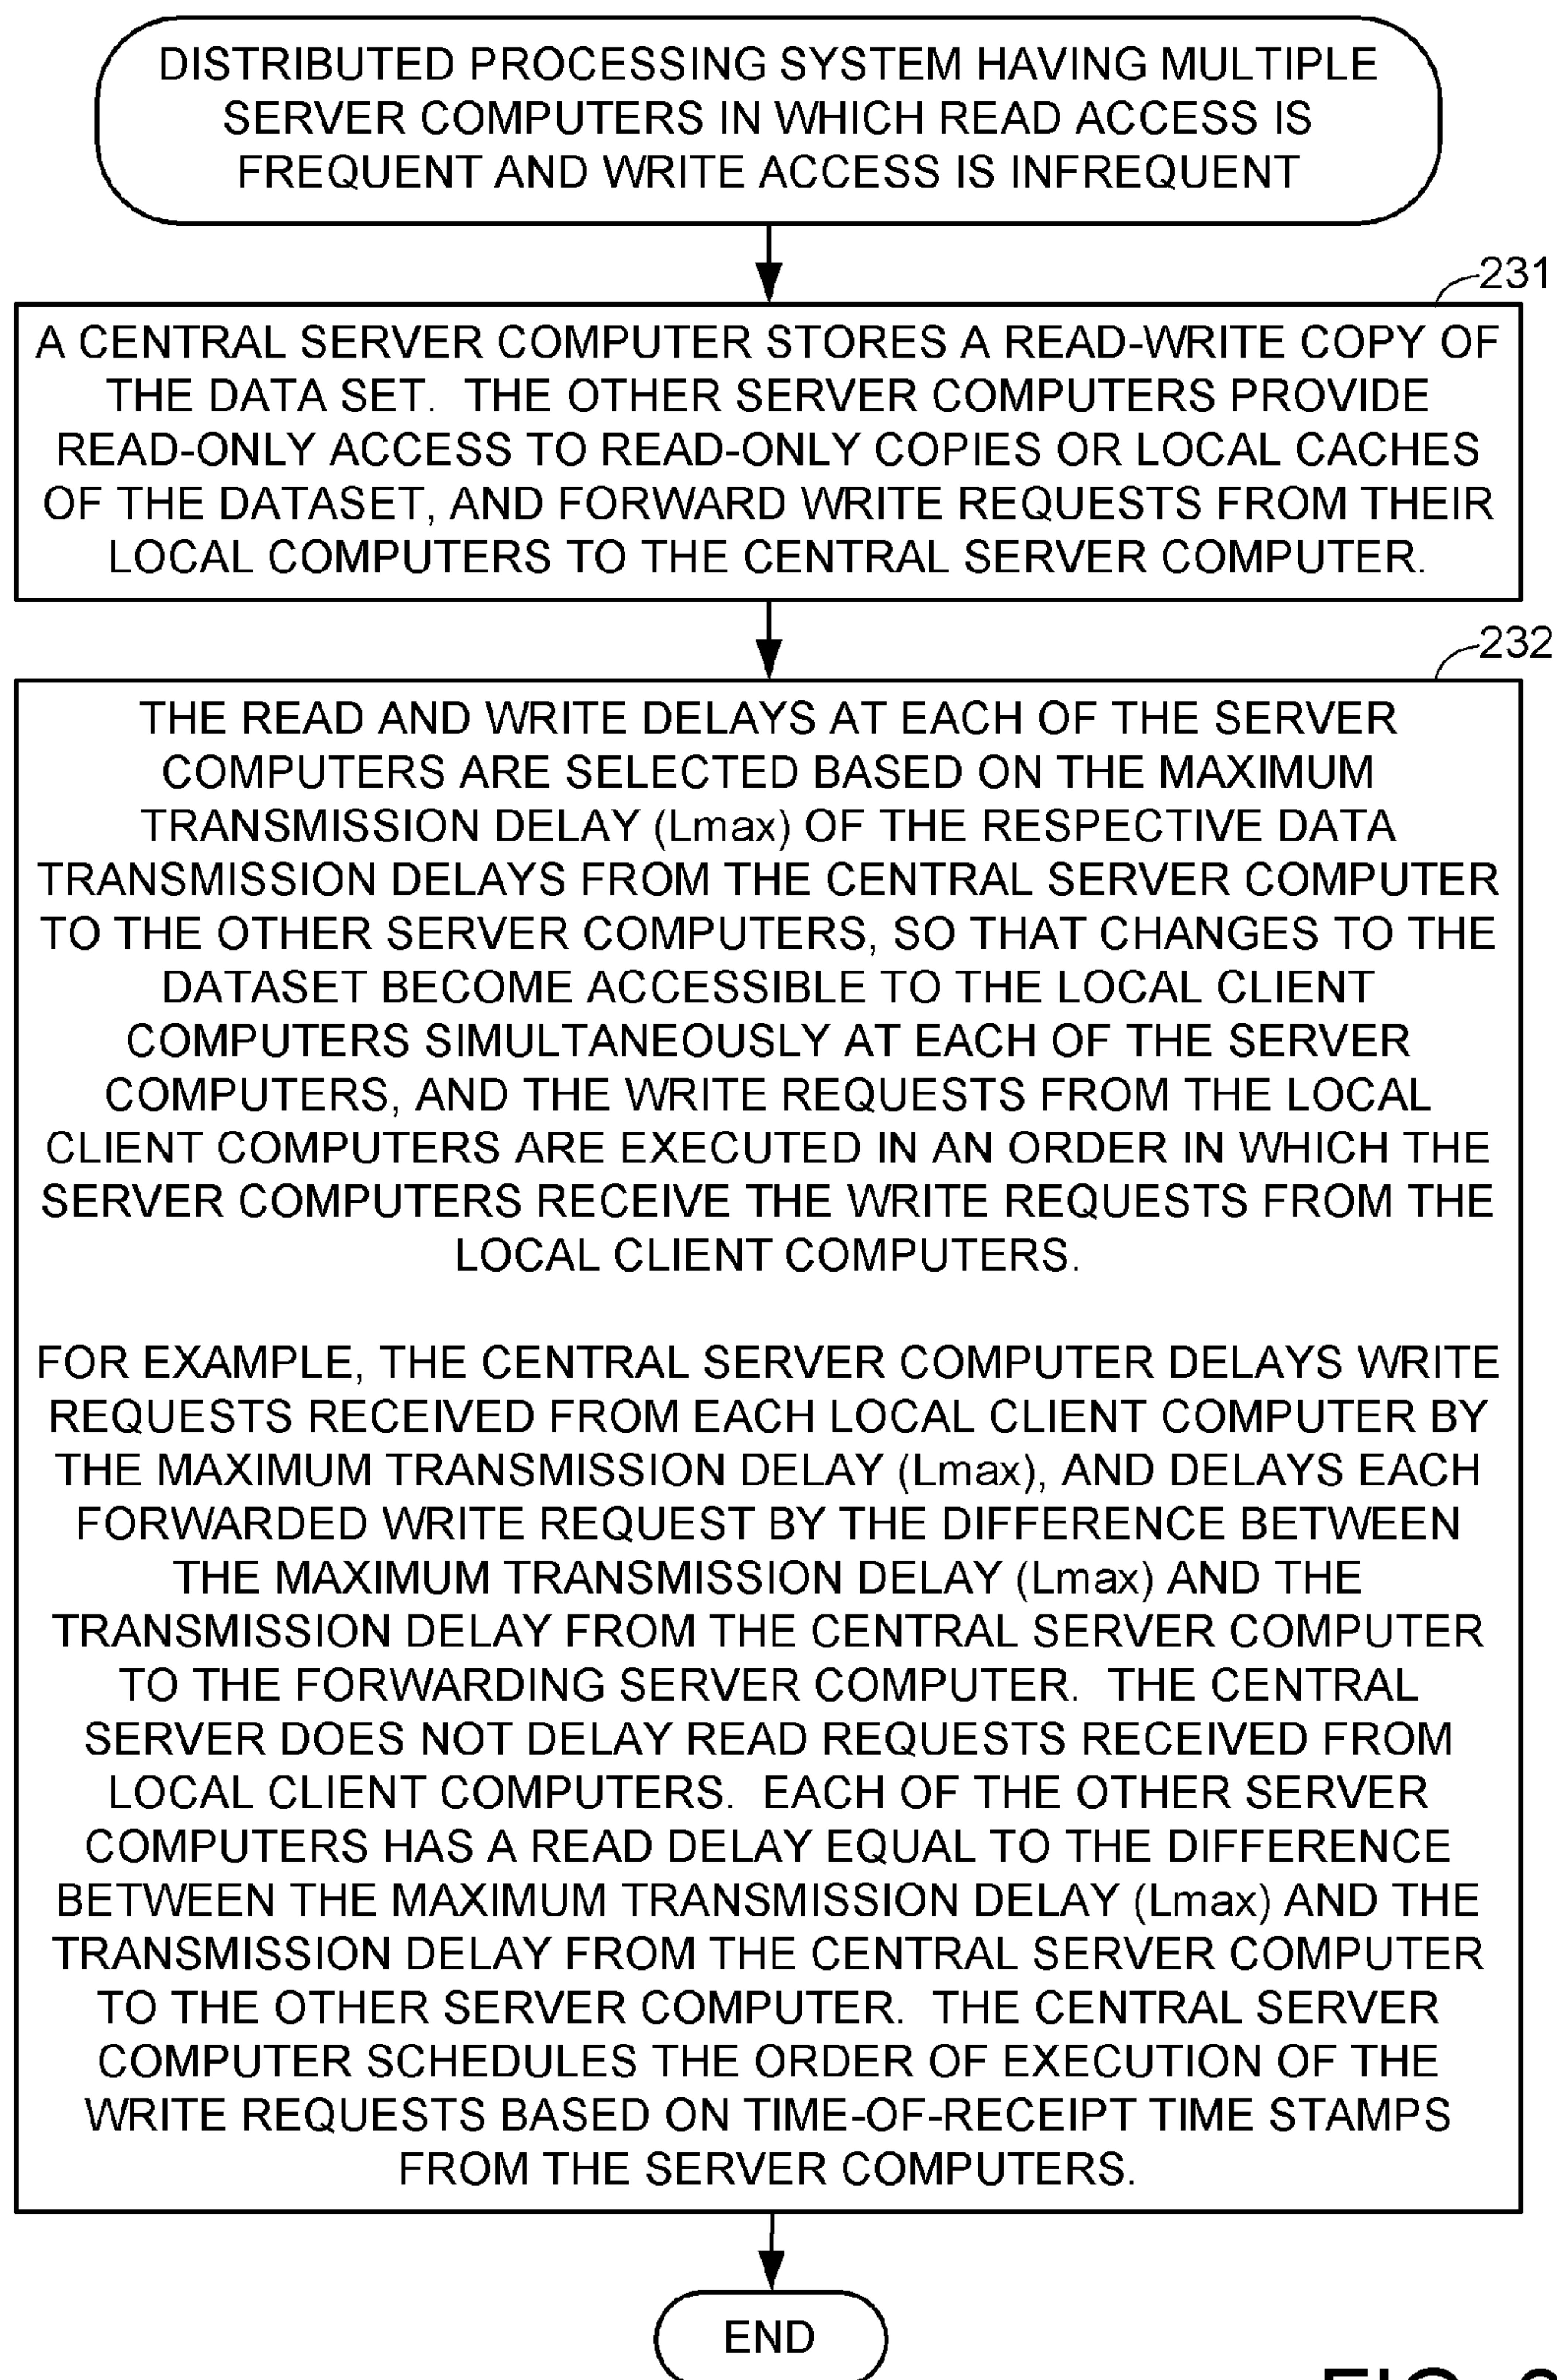 DISTRIBUTED PROCESSING SYSTEM HAVING MULTIPLE
SERVER COMPUTERS IN WHICH READ ACCESS IS
FREQUENT AND WRITE ACCESS IS INFREQUENT
231
A CENTRAL SERVER COMPUTER STORES A READ-WRITE COPY OF
THE DATA SET. THE OTHER SERVER COMPUTERS PROVIDE
READ-ONLY ACCESS TO READ-ONLY COPIES OR LOCAL CACHES
OF THE DATASET, AND FORWARD WRITE REQUESTS FROM THEIR
LOCAL COMPUTERS TO THE CENTRAL SERVER COMPUTER.
232
THE READ AND WRITE DELAYS AT EACH OF THE SERVER
COMPUTERS ARE SELECTED BASED ON THE MAXIMUM
TRANSMISSION DELAY (Lmax) OF THE RESPECTIVE DATA
TRANSMISSION DELAYS FROM THE CENTRAL SERVER COMPUTER
TO THE OTHER SERVER COMPUTERS, SO THAT CHANGES TO THE
DATASET BECOME ACCESSIBLE TO THE LOCAL CLIENT
COMPUTERS SIMULTANEOUSLY AT EACH OF THE SERVER
COMPUTERS, AND THE WRITE REQUESTS FROM THE LOCAL
CLIENT COMPUTERS ARE EXECUTED IN AN ORDER IN WHICH THE
SERVER COMPUTERS RECEIVE THE WRITE REQUESTS FROM THE
LOCAL CLIENT COMPUTERS.
FOR EXAMPLE, THE CENTRAL SERVER COMPUTER DELAYS WRITE
REQUESTS RECEIVED FROM EACH LOCAL CLIENT COMPUTER BY
THE MAXIMUM TRANSMISSION DELAY (Lmax), AND DELAYS EACH
FORWARDED WRITE REQUEST BY THE DIFFERENCE BETWEEN
THE MAXIMUM TRANSMISSION DELAY (Lmax) AND THE
TRANSMISSION DELAY FROM THE CENTRAL SERVER COMPUTER
TO THE FORWARDING SERVER COMPUTER. THE CENTRAL
SERVER DOES NOT DELAY READ REQUESTS RECEIVED FROM
LOCAL CLIENT COMPUTERS. EACH OF THE OTHER SERVER
COMPUTERS HAS A READ DELAY EQUAL TO THE DIFFERENCE
BETWEEN THE MAXIMUM TRANSMISSION DELAY (Lmax) AND THE
TRANSMISSION DELAY FROM THE CENTRAL SERVER COMPUTER
TO THE OTHER SERVER COMPUTER. THE CENTRAL SERVER
COMPUTER SCHEDULES THE ORDER OF EXECUTION OF THE
WRITE REQUESTS BASED ON TIME-OF-RECEIPT TIME STAMPS
FROM THE SERVER COMPUTERS.
END